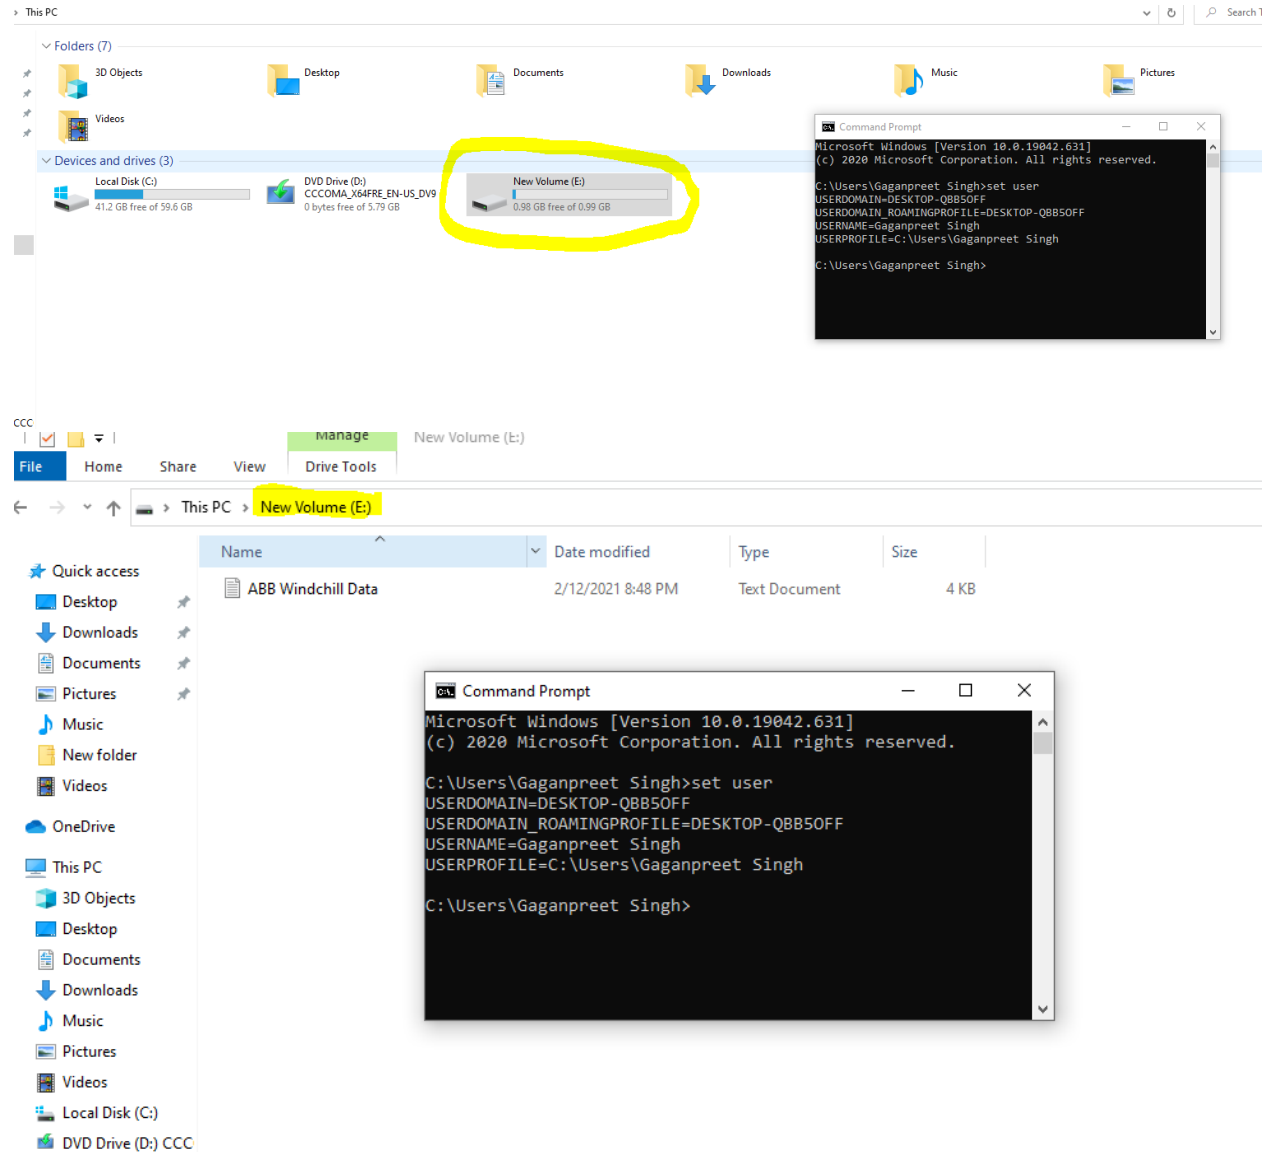 This PC
Search
Folders (7)
3D Objects
Desktop
Documents
Downloads
Music
Pictures
Videos
Devices and drives (3)
Local Disk (C:)
41.2 GB free of 59.6 GB
DVD Drive (D:)
CCCOMA_X64FRE_EN-US_DV9
0 bytes free of 5.79 GB
New Volume (E:)
0.98 GB free of 0.99 GB
Command Prompt
Microsoft Windows [Version 10.0.19042.631]
(c) 2020 Microsoft Corporation. All rights reserved.
C:\Users\Gaganpreet Singh>set user
USERDOMAIN=DESKTOP-QBB5OFF
USERDOMAIN_ROAMINGPROFILE=DESKTOP-QBB5OFF
USERNAME=Gaganpreet Singh
USERPROFILE=C:\Users\Gaganpreet Singh
C:\Users\Gaganpreet Singh>
CCC
Manage
New Volume (E:)
File
Home
Share
View
Drive Tools
This PC > New Volume (E:)
Name
Date modified
Type
Size
ABB Windchill Data
2/12/2021 8:48 PM
Text Document
4 KB
Quick access
Desktop
Downloads
Documents
Pictures
Music
New folder
Videos
OneDrive
This PC
3D Objects
Desktop
Documents
Downloads
Music
Pictures
Videos
Local Disk (C:)
DVD Drive (D:) CCC
Command Prompt
Microsoft Windows [Version 10.0.19042.631]
(c) 2020 Microsoft Corporation. All rights reserved.
C:\Users\Gaganpreet Singh>set user
USERDOMAIN=DESKTOP-QBB5OFF
USERDOMAIN_ROAMINGPROFILE=DESKTOP-QBB5OFF
USERNAME=Gaganpreet Singh
USERPROFILE=C:\Users\Gaganpreet Singh
C:\Users\Gaganpreet Singh>